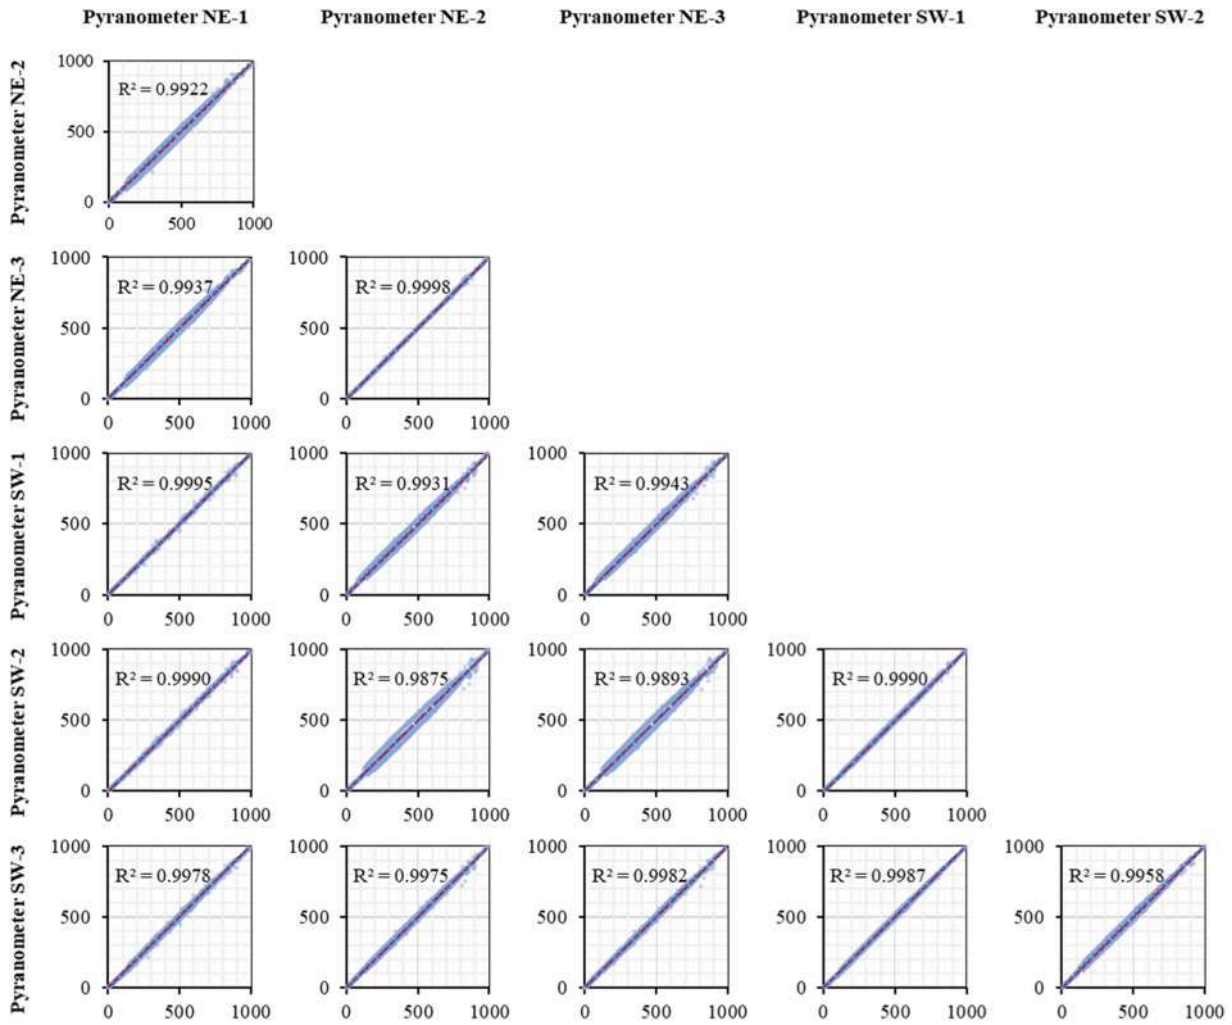 Pyranometer NE-1 Pyranometer NE-2 Pyranometer NE-3 Pyranometer SW-1 Pyranometer SW-2
Pyranometer NE-2
1000
R² = 0.9922
500
0
0 500 1000
Pyranometer NE-3
1000 1000
R² = 0.9937 R² = 0.9998
500 500
0 0
0 500 1000 0 500 1000
Pyranometer SW-1
1000 1000 1000
R² = 0.9995 R² = 0.9931 R² = 0.9943
500 500 500
0 0 0
0 500 1000 0 500 1000 0 500 1000
Pyranometer SW-2
1000 1000 1000 1000
R² = 0.9990 R² = 0.9875 R² = 0.9893 R² = 0.9990
500 500 500 500
0 0 0 0
0 500 1000 0 500 1000 0 500 1000 0 500 1000
Pyranometer SW-3
1000 1000 1000 1000 1000
R² = 0.9978 R² = 0.9975 R² = 0.9982 R² = 0.9987 R² = 0.9958
500 500 500 500 500
0 0 0 0 0
0 500 1000 0 500 1000 0 500 1000 0 500 1000 0 500 1000